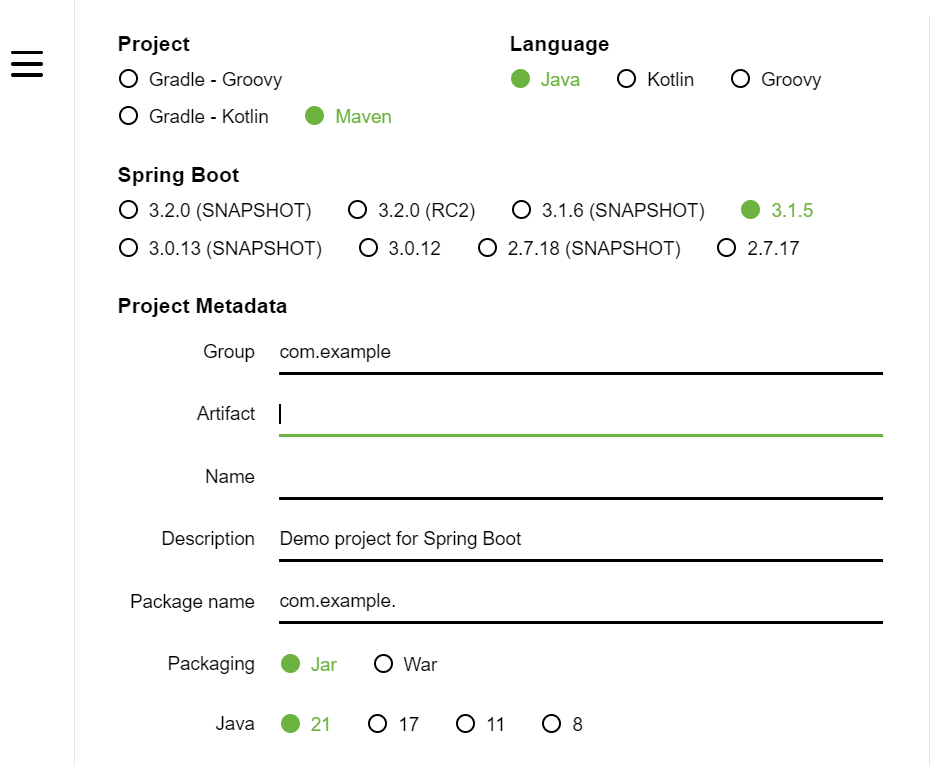 Project
Gradle - Groovy
Gradle - Kotlin Maven
Language
Java Kotlin Groovy
Spring Boot
3.2.0 (SNAPSHOT) 3.2.0 (RC2) 3.1.6 (SNAPSHOT) 3.1.5
3.0.13 (SNAPSHOT) 3.0.12 2.7.18 (SNAPSHOT) 2.7.17
Project Metadata
Group com.example
Artifact
Name
Description Demo project for Spring Boot
Package name com.example.
Packaging Jar War
Java 21 17 11 8